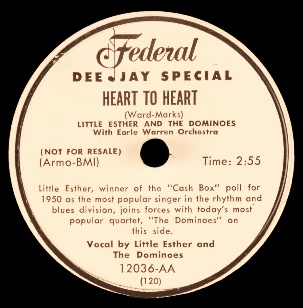 Federal
DEE JAY SPECIAL
HEART TO HEART
(Ward-Marks)
LITTLE ESTHER AND THE DOMINOES
With Earle Warren Orchestra
(NOT FOR RESALE)
(Armo-BMI) Time: 2:55
Little Esther, winner of the "Cash Box" poll for
1950 as the most popular singer in the rhythm and
blues division, joins forces with today's most
popular quartet, "The Dominoes" on
this side.
Vocal by Little Esther and
The Dominoes
12036-AA
(120)